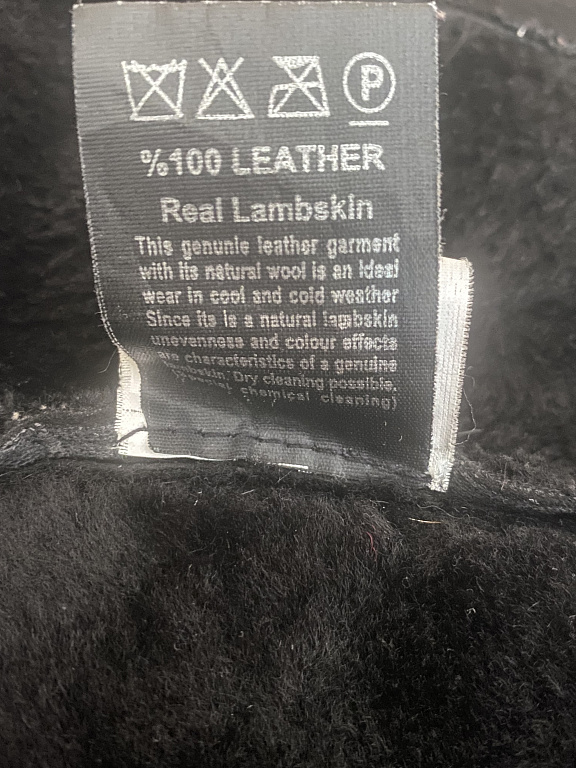 P
%100 LEATHER
Real Lambskin
This genunie leather garment
with its natural wool is an ideal
wear in cool and cold weather
Since its is a natural lambskin
unevenness and colour effects
are characteristics of a genuine
lambskin; Dry cleaning possible.
chemical cleaning)